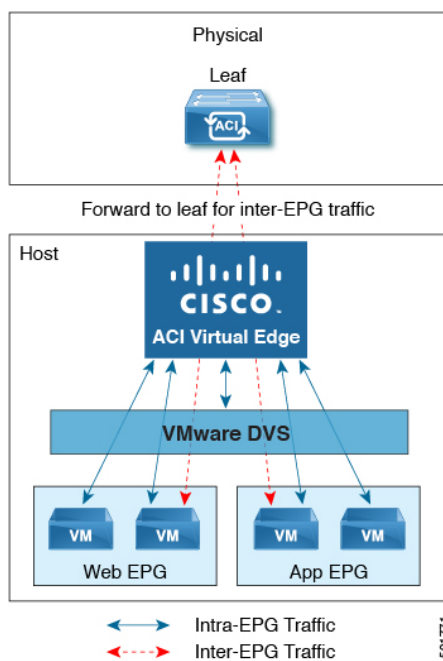 Physical
Leaf
ACI
Forward to leaf for inter-EPG traffic
Host
CISCO
ACI Virtual Edge
VMware DVS
VM VM VM VM
Web EPG App EPG
Intra-EPG Traffic
Inter-EPG Traffic